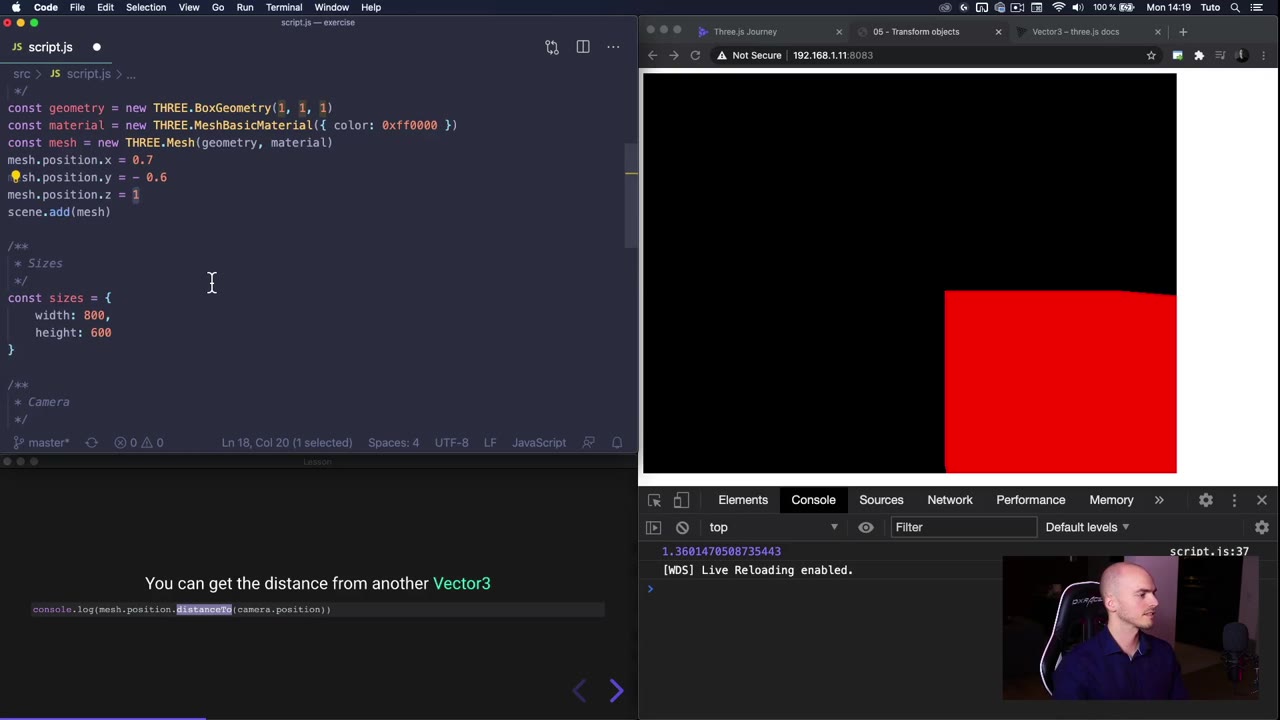 Code File Edit Selection View Go Run Terminal Window Help
100 % Mon 14:19 Tuto
script.js — exercise
JS script.js
src > JS script.js > ...
*/
const geometry = new THREE.BoxGeometry(1, 1, 1)
const material = new THREE.MeshBasicMaterial({ color: 0xff0000 })
const mesh = new THREE.Mesh(geometry, material)
mesh.position.x = 0.7
sh.position.y = - 0.6
mesh.position.z = 1
scene.add(mesh)
/**
* Sizes
*/
const sizes = {
width: 800,
height: 600
}
/**
* Camera
*/
master* 0 0 Ln 18, Col 20 (1 selected) Spaces: 4 UTF-8 LF JavaScript
Lesson
You can get the distance from another Vector3
console.log(mesh.position.distanceTo(camera.position))
Three.js Journey
05 - Transform objects
Vector3 – three.js docs
Not Secure 192.168.1.11:8083
Elements Console Sources Network Performance Memory »
top Filter Default levels
1.3601470508735443 script.js:37
[WDS] Live Reloading enabled.
>
DXRACER